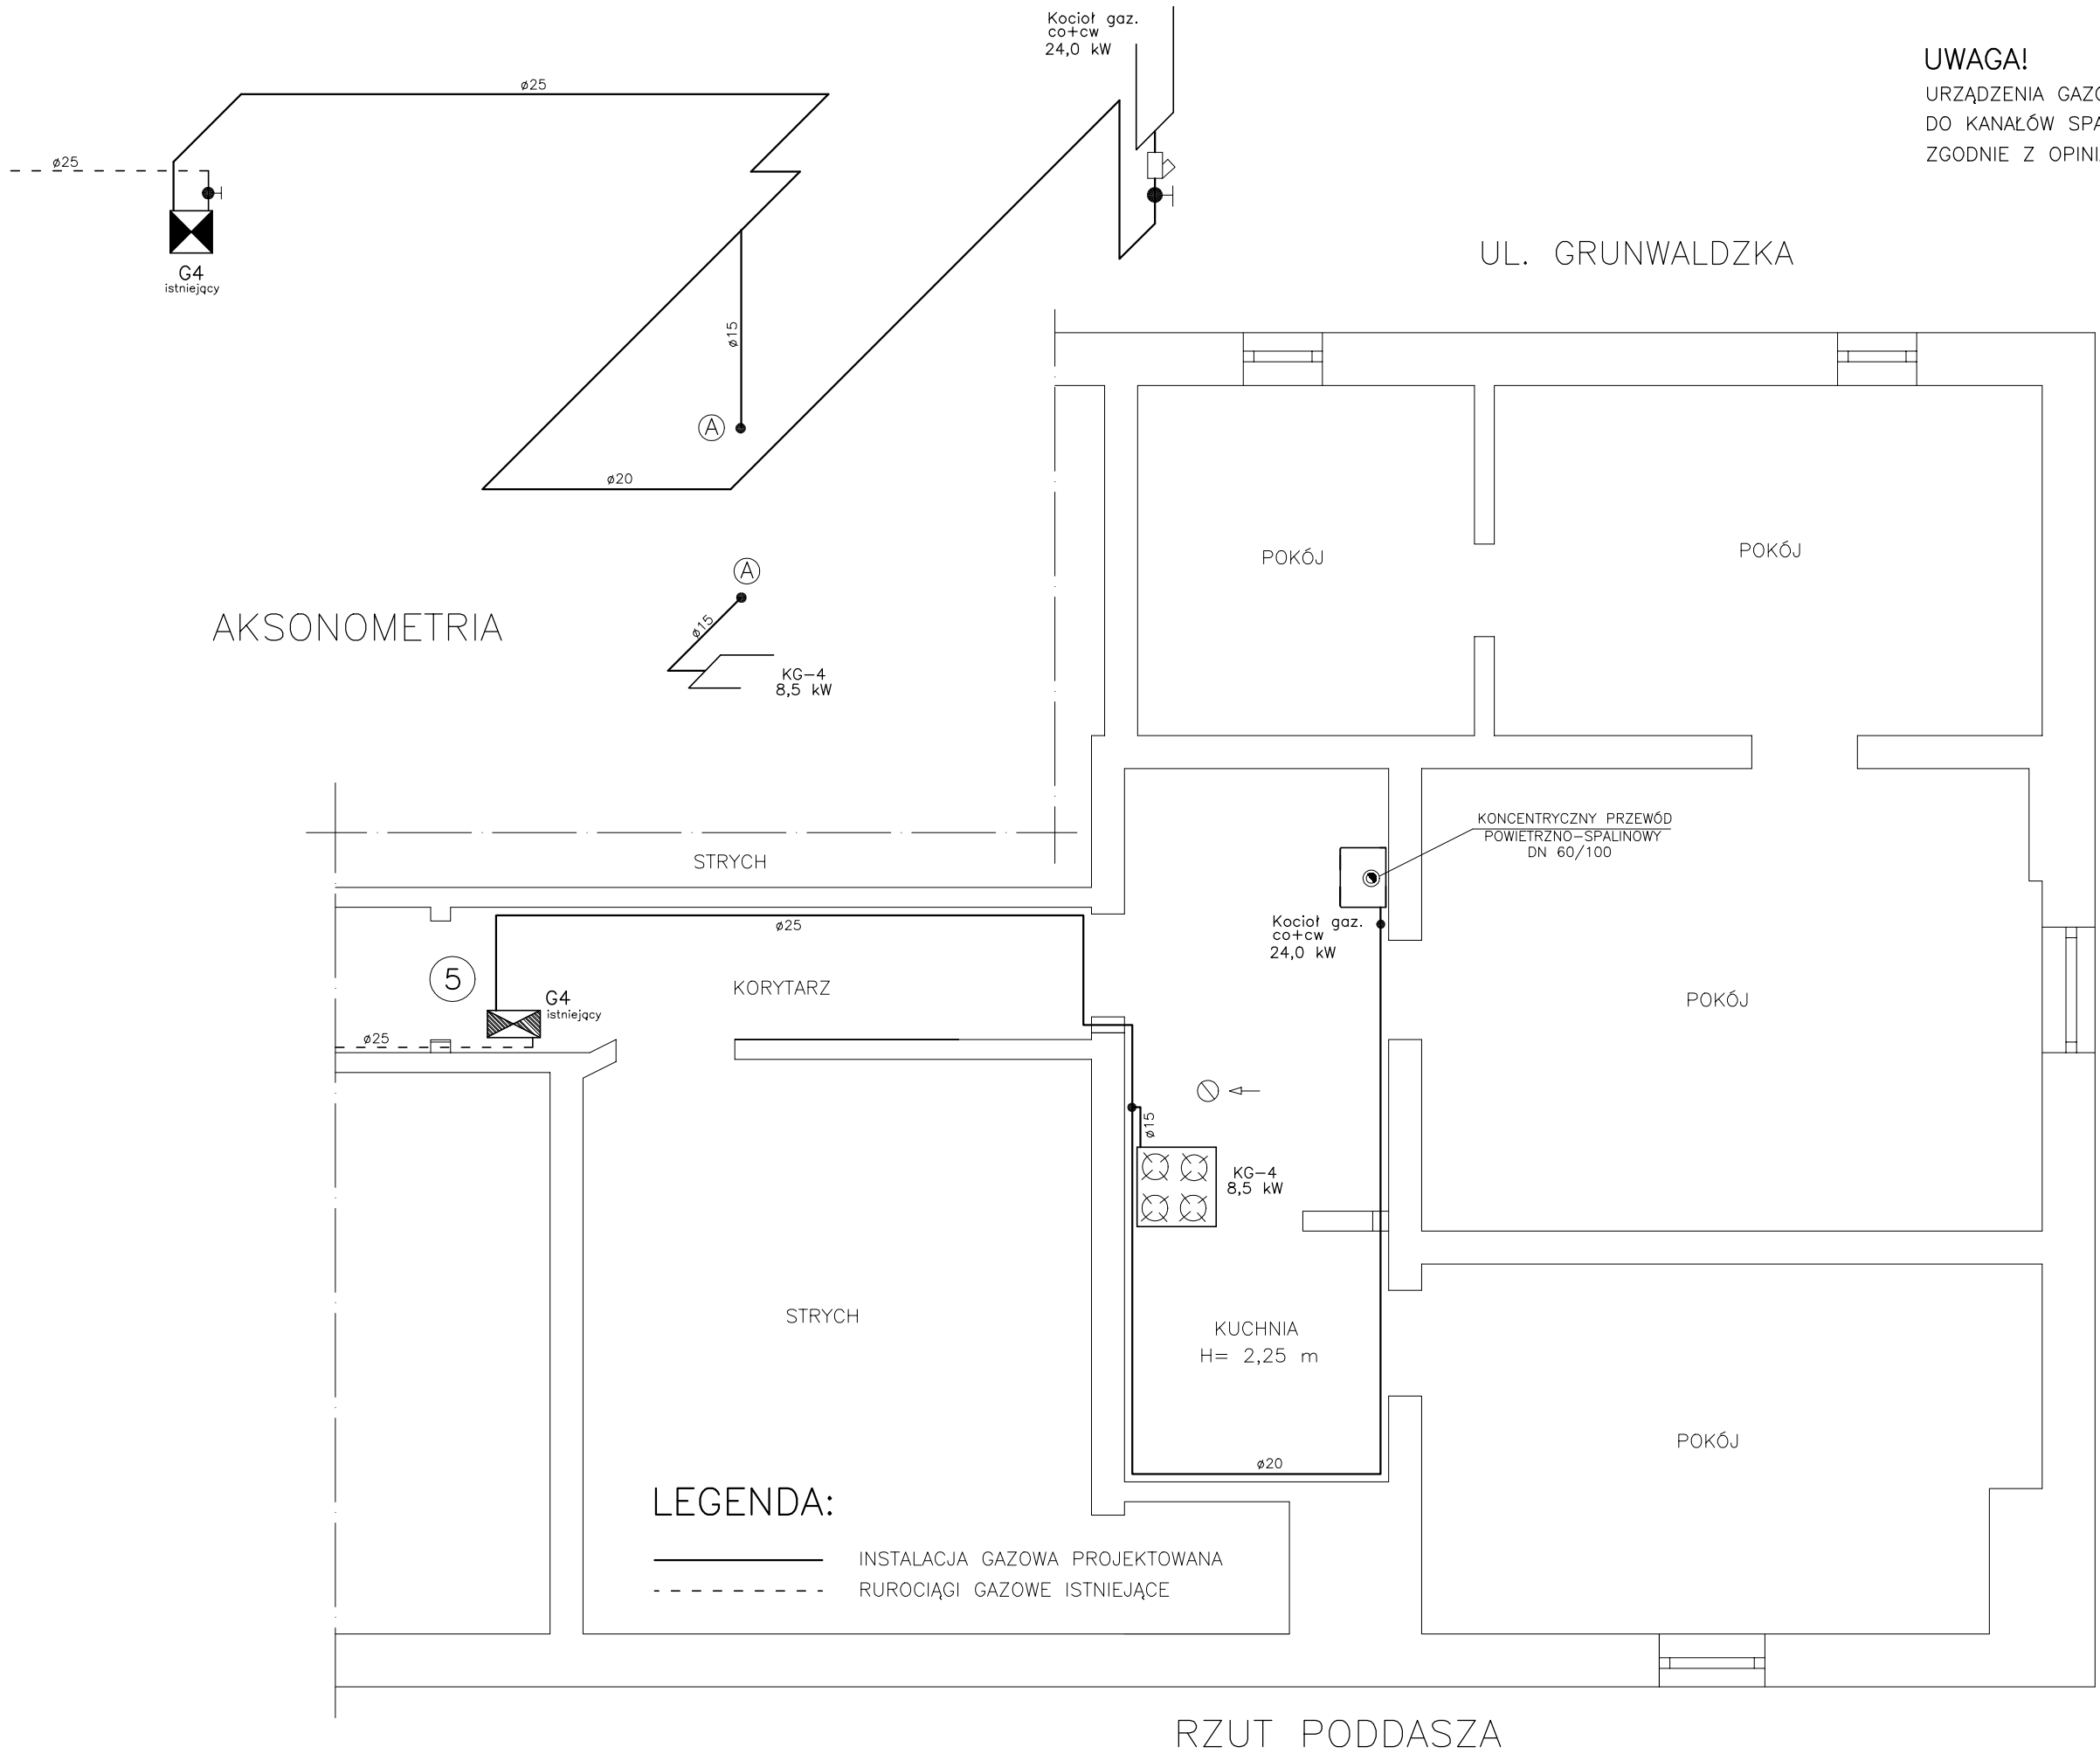 Kocioł gaz.
co+cw
24,0 kW
UWAGA!
URZĄDZENIA
DO KANAŁÓW
ZGODNIE Z
ø25
ø25
G4
istniejący
UL. GRUNWALDZKA
ø15
A
ø20
A
ø15
KG-4
8,5 kW
AKSONOMETRIA
POKÓJ
POKÓJ
KONCENTRYCZNY PRZEWÓD
POWIETRZNO-SPALINOWY
DN 60/100
STRYCH
ø25
Kocioł gaz.
co+cw
24,0 kW
5
G4
istniejący
KORYTARZ
POKÓJ
ø25
ø15
KG-4
8,5 kW
STRYCH
KUCHNIA
H= 2,25 m
POKÓJ
ø20
LEGENDA:
INSTALACJA GAZOWA PROJEKTOWANA
RUROCIĄGI GAZOWE ISTNIEJĄCE
RZUT PODDASZA